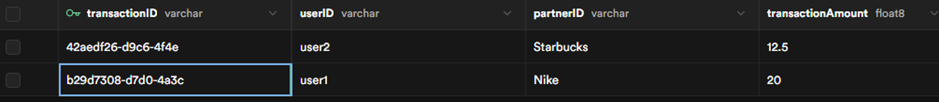 transactionID varchar userID varchar partnerID varchar transactionAmount float8
42aedf26-d9c6-4f4e user2 Starbucks 12.5
b29d7308-d7d0-4a3c user1 Nike 20